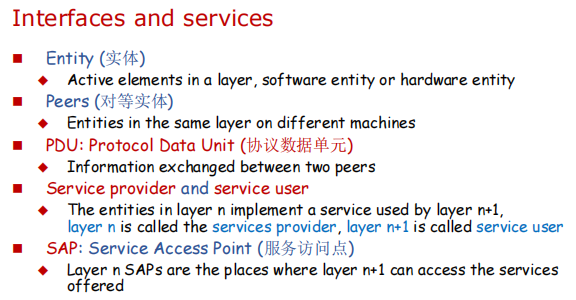 Interfaces and services
Entity (实体)
Active elements in a layer, software entity or hardware entity
Peers (对等实体)
Entities in the same layer on different machines
PDU: Protocol Data Unit (协议数据单元)
Information exchanged between two peers
Service provider and service user
The entities in layer n implement a service used by layer n+1,
layer n is called the services provider, layer n+1 is called service user
SAP: Service Access Point (服务访问点)
Layer n SAPs are the places where layer n+1 can access the services
offered